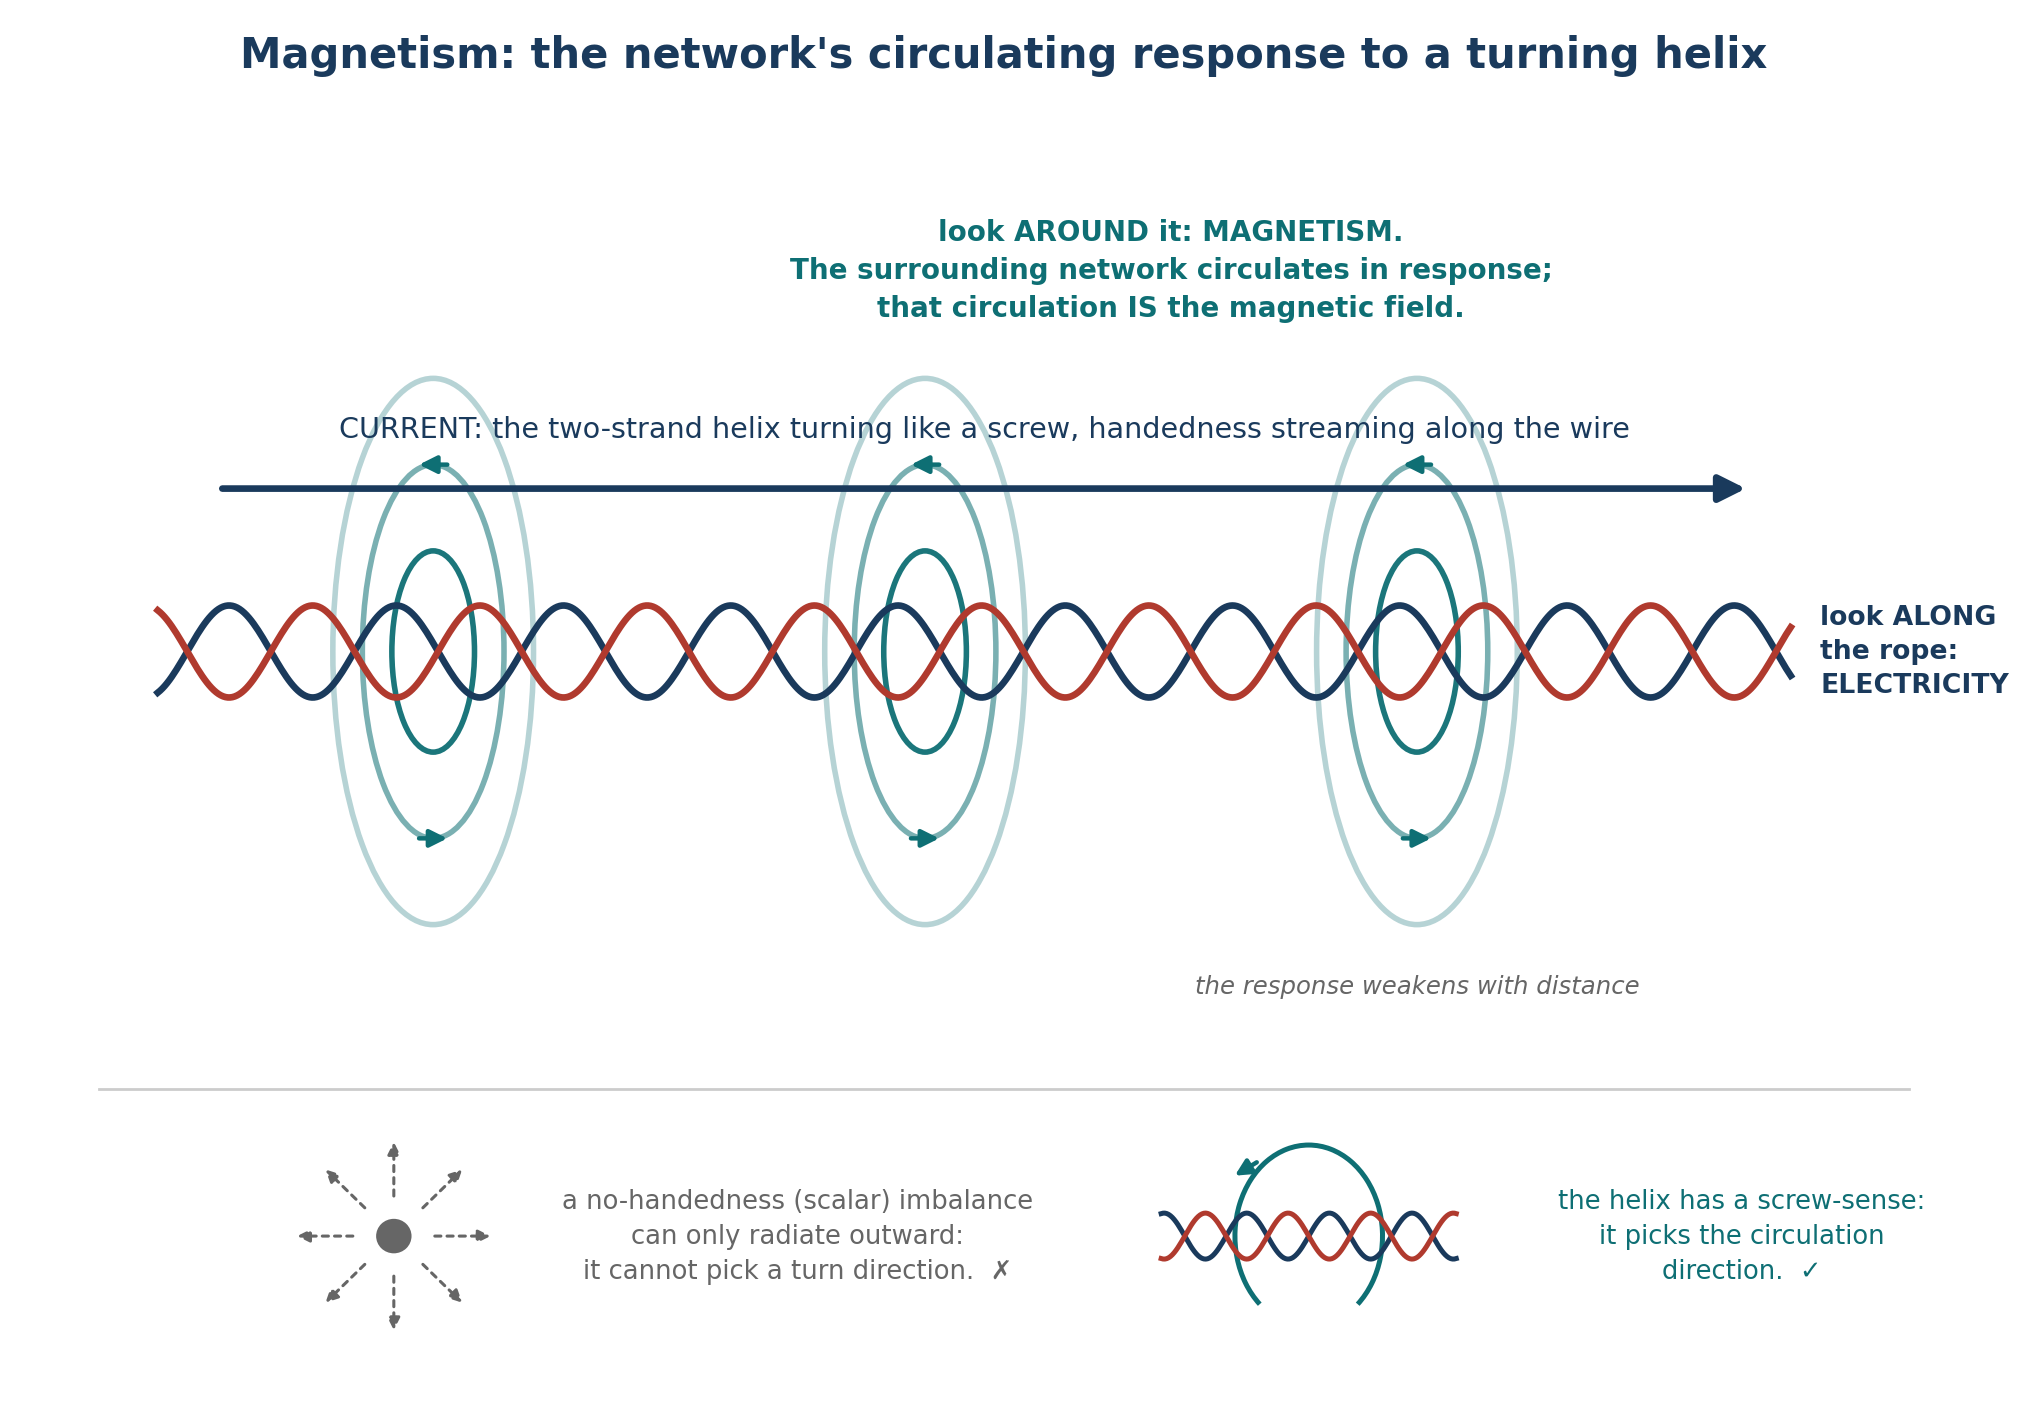 Magnetism: the network's circulating response to a turning helix
look AROUND it: MAGNETISM.
The surrounding network circulates in response;
that circulation IS the magnetic field.
CURRENT: the two-strand helix turning like a screw, handedness streaming along the wire
look ALONG
the rope:
ELECTRICITY
the response weakens with distance
a no-handedness (scalar) imbalance
can only radiate outward:
it cannot pick a turn direction. ✗
the helix has a screw-sense:
it picks the circulation
direction. ✓